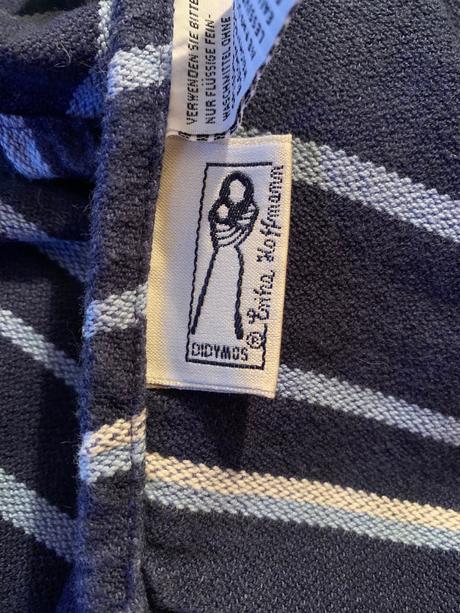 VERWENDEN SIE BITTE
NUR FLÜSSIGE FEIN-
WASCHMITTEL OHNE
DIDYMOS
® Erika Hoffmann